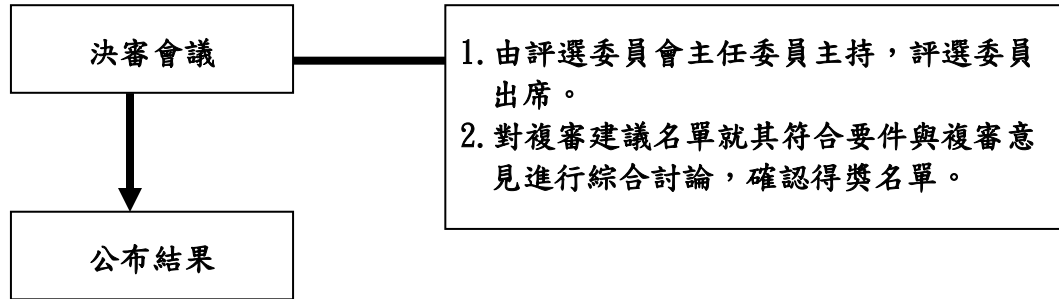 決審會議
1. 由評選委員會主任委員主持，評選委員
出席。
2. 對複審建議名單就其符合要件與複審意
見進行綜合討論，確認得獎名單。
公布結果